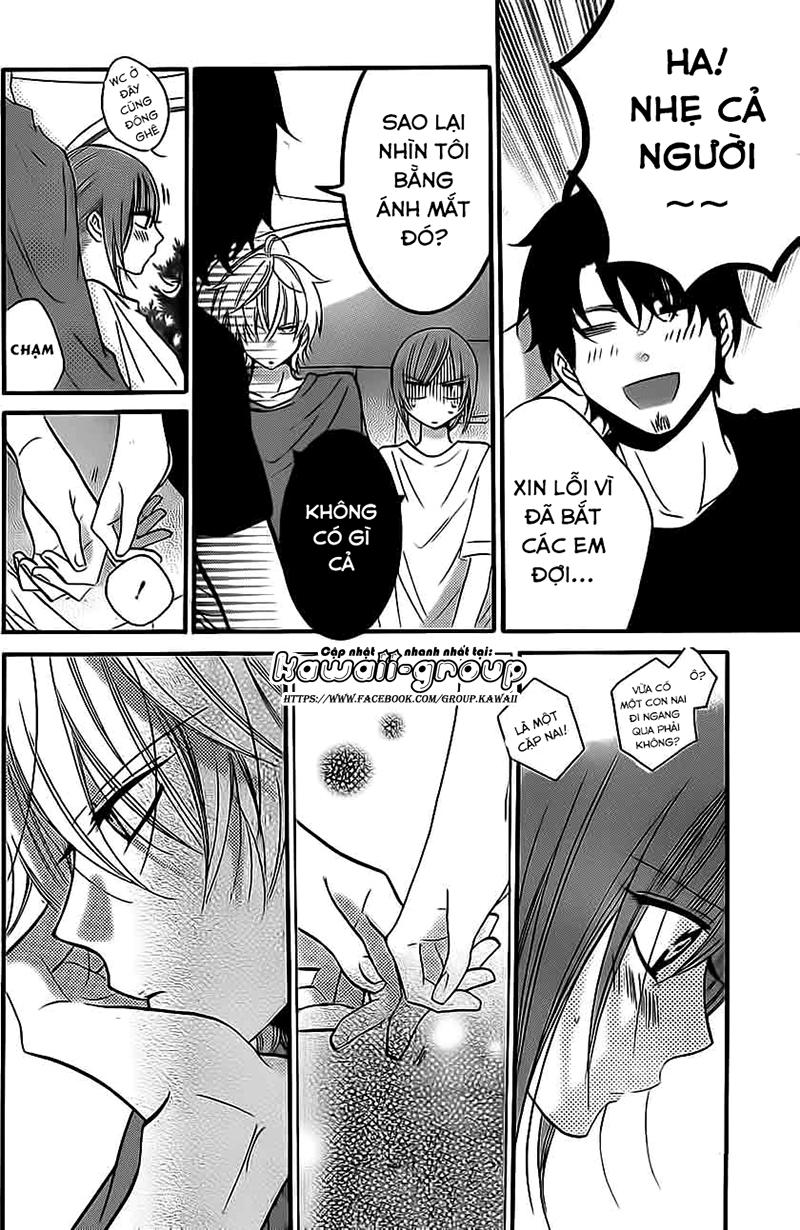 HA!
NHẸ CẢ
NGƯỜI
~ ~
XIN LỖI VÌ
ĐÃ BẮT
CÁC EM
ĐỢI...
SAO LẠI
NHÌN TÔI
BẰNG
ÁNH MẮT
ĐÓ?
KHÔNG
CÓ GÌ
CẢ
WC Ở
ĐÂY
CŨNG
ĐÔNG
GHÊ
CHẠM
Cập nhật nhanh nhất tại:
kawaii-group
HTTPS://WWW.FACEBOOK.COM/GROUP.KAWAII
Ô?
VỪA CÓ
MỘT CON NAI
ĐI NGANG
QUA PHẢI
KHÔNG?
LÀ MỘT
CẶP NAI!